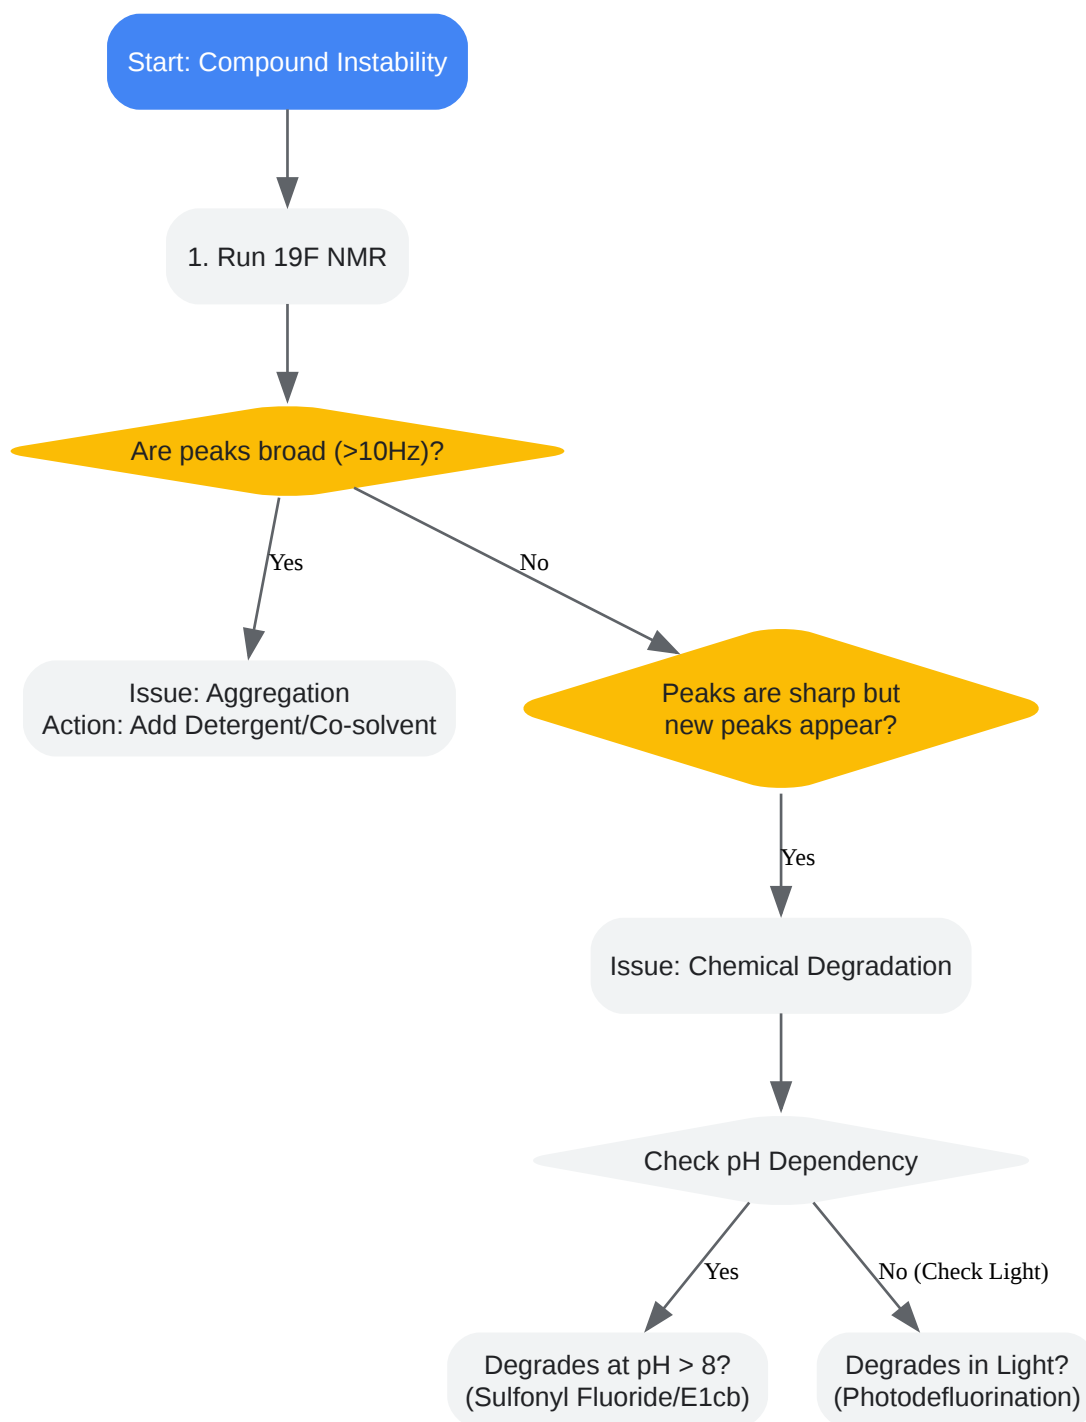 Start: Compound Instability
1. Run 19F NMR
Are peaks broad (>10Hz)?
Yes
No
Issue: Aggregation
Action: Add Detergent/Co-solvent
Peaks are sharp but
new peaks appear?
Yes
Issue: Chemical Degradation
Check pH Dependency
Yes
No (Check Light)
Degrades at pH > 8?
(Sulfonyl Fluoride/E1cb)
Degrades in Light?
(Photodefluorination)